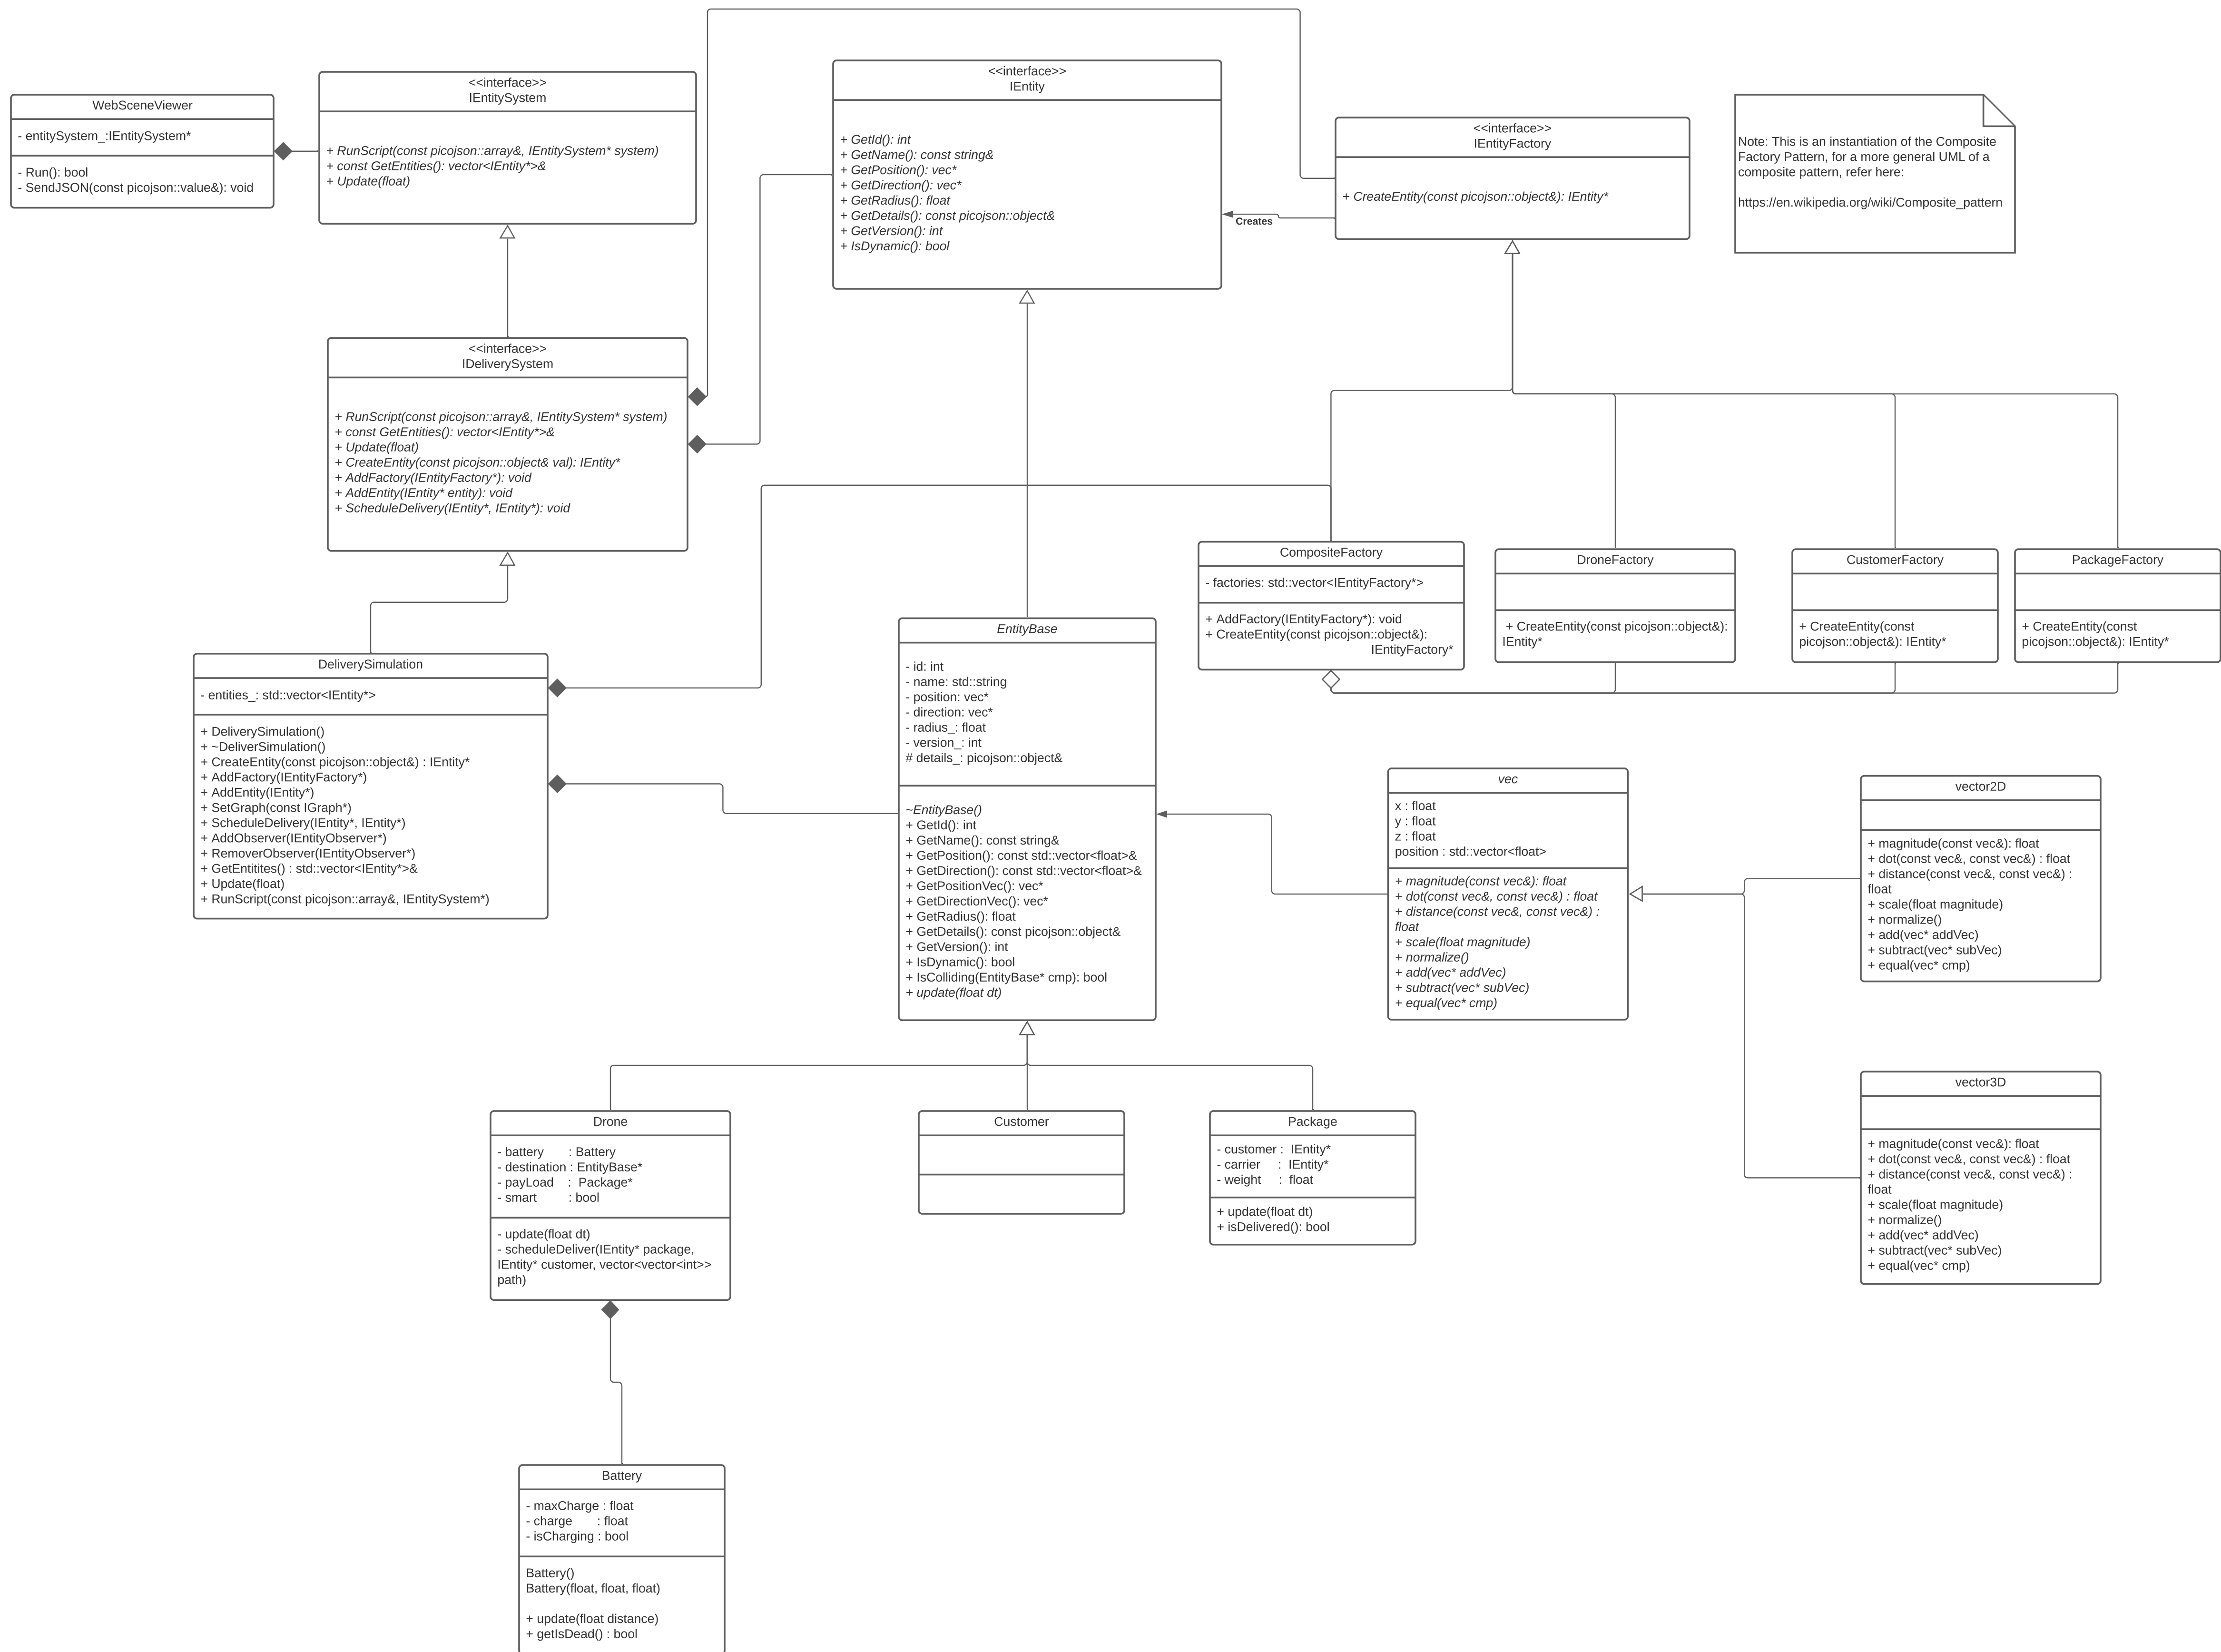 WebSceneViewer
- entitySystem_:IEntitySystem*
- Run(): bool
- SendJSON(const picojson::value&): void
<<interface>>
IEntitySystem
+ RunScript(const picojson::array&, IEntitySystem* system)
+ const GetEntities(): vector<IEntity*>&
+ Update(float)
<<interface>>
IEntity
+ GetId(): int
+ GetName(): const string&
+ GetPosition(): vec*
+ GetDirection(): vec*
+ GetRadius(): float
+ GetDetails(): const picojson::object&
+ GetVersion(): int
+ IsDynamic(): bool
Creates
<<interface>>
IEntityFactory
+ CreateEntity(const picojson::object&): IEntity*
Note: This is an instantiation of the Composite
Factory Pattern, for a more general UML of a
composite pattern, refer here:
https://en.wikipedia.org/wiki/Composite_pattern
<<interface>>
IDeliverySystem
+ RunScript(const picojson::array&, IEntitySystem* system)
+ const GetEntities(): vector<IEntity*>&
+ Update(float)
+ CreateEntity(const picojson::object& val): IEntity*
+ AddFactory(IEntityFactory*): void
+ AddEntity(IEntity* entity): void
+ ScheduleDelivery(IEntity*, IEntity*): void
CompositeFactory
- factories: std::vector<IEntityFactory*>
+ AddFactory(IEntityFactory*): void
+ CreateEntity(const picojson::object&):
IEntityFactory*
DroneFactory
+ CreateEntity(const picojson::object&):
IEntity*
CustomerFactory
+ CreateEntity(const
picojson::object&): IEntity*
PackageFactory
+ CreateEntity(const
picojson::object&): IEntity*
DeliverySimulation
- entities_: std::vector<IEntity*>
+ DeliverySimulation()
+ ~DeliverSimulation()
+ CreateEntity(const picojson::object&) : IEntity*
+ AddFactory(IEntityFactory*)
+ AddEntity(IEntity*)
+ SetGraph(const IGraph*)
+ ScheduleDelivery(IEntity*, IEntity*)
+ AddObserver(IEntityObserver*)
+ RemoverObserver(IEntityObserver*)
+ GetEntitites() : std::vector<IEntity*>&
+ Update(float)
+ RunScript(const picojson::array&, IEntitySystem*)
EntityBase
- id: int
- name: std::string
- position: vec*
- direction: vec*
- radius_: float
- version_: int
# details_: picojson::object&
~EntityBase()
+ GetId(): int
+ GetName(): const string&
+ GetPosition(): const std::vector<float>&
+ GetDirection(): const std::vector<float>&
+ GetPositionVec(): vec*
+ GetDirectionVec(): vec*
+ GetRadius(): float
+ GetDetails(): const picojson::object&
+ GetVersion(): int
+ IsDynamic(): bool
+ IsColliding(EntityBase* cmp): bool
+ update(float dt)
vec
x : float
y : float
z : float
position : std::vector<float>
+ magnitude(const vec&): float
+ dot(const vec&, const vec&) : float
+ distance(const vec&, const vec&) :
float
+ scale(float magnitude)
+ normalize()
+ add(vec* addVec)
+ subtract(vec* subVec)
+ equal(vec* cmp)
vector2D
+ magnitude(const vec&): float
+ dot(const vec&, const vec&) : float
+ distance(const vec&, const vec&) :
float
+ scale(float magnitude)
+ normalize()
+ add(vec* addVec)
+ subtract(vec* subVec)
+ equal(vec* cmp)
vector3D
+ magnitude(const vec&): float
+ dot(const vec&, const vec&) : float
+ distance(const vec&, const vec&) :
float
+ scale(float magnitude)
+ normalize()
+ add(vec* addVec)
+ subtract(vec* subVec)
+ equal(vec* cmp)
Drone
- battery : Battery
- destination : EntityBase*
- payLoad : Package*
- smart : bool
- update(float dt)
- scheduleDeliver(IEntity* package,
IEntity* customer, vector<vector<int>>
path)
Customer
Package
- customer : IEntity*
- carrier : IEntity*
- weight : float
+ update(float dt)
+ isDelivered(): bool
Battery
- maxCharge : float
- charge : float
- isCharging : bool
Battery()
Battery(float, float, float)
+ update(float distance)
+ getIsDead() : bool